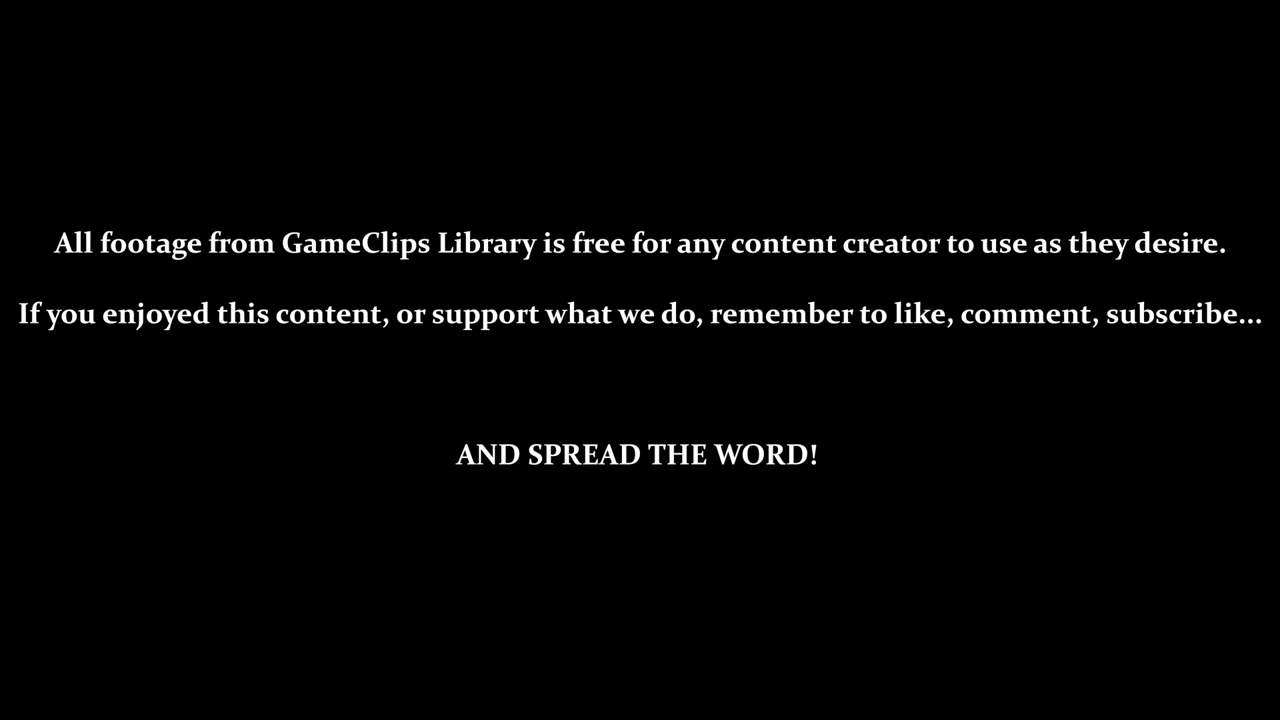 All footage from GameClips Library is free for any content creator to use as they desire.
If you enjoyed this content, or support what we do, remember to like, comment, subscribe...
AND SPREAD THE WORD!